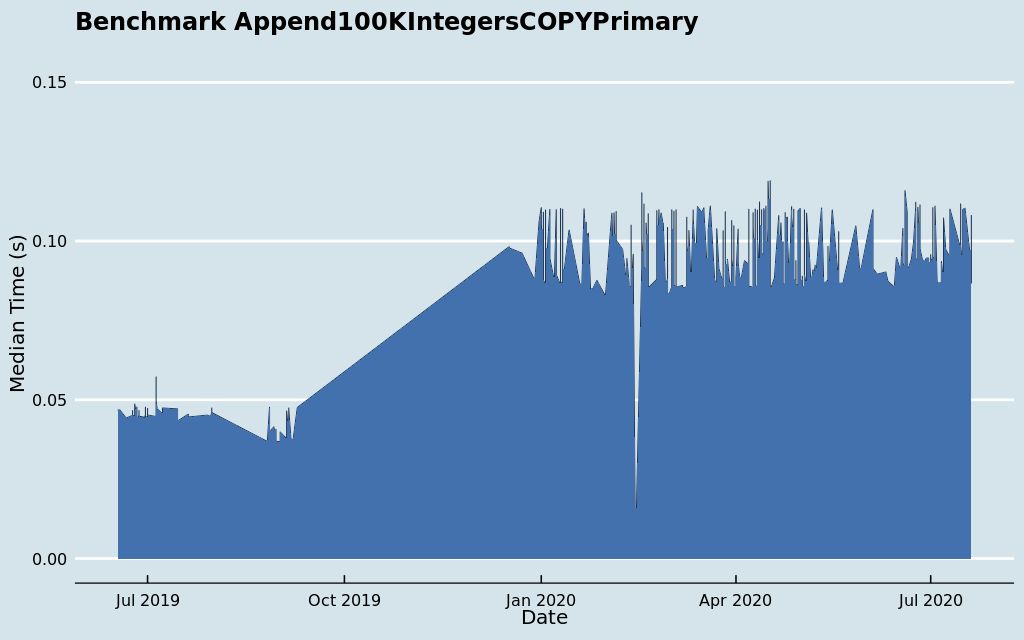 Benchmark Append100KIntegersCOPYPrimary
Median Time (s)
0.15
0.10
0.05
0.00
Jul 2019 Oct 2019 Jan 2020 Apr 2020 Jul 2020
Date